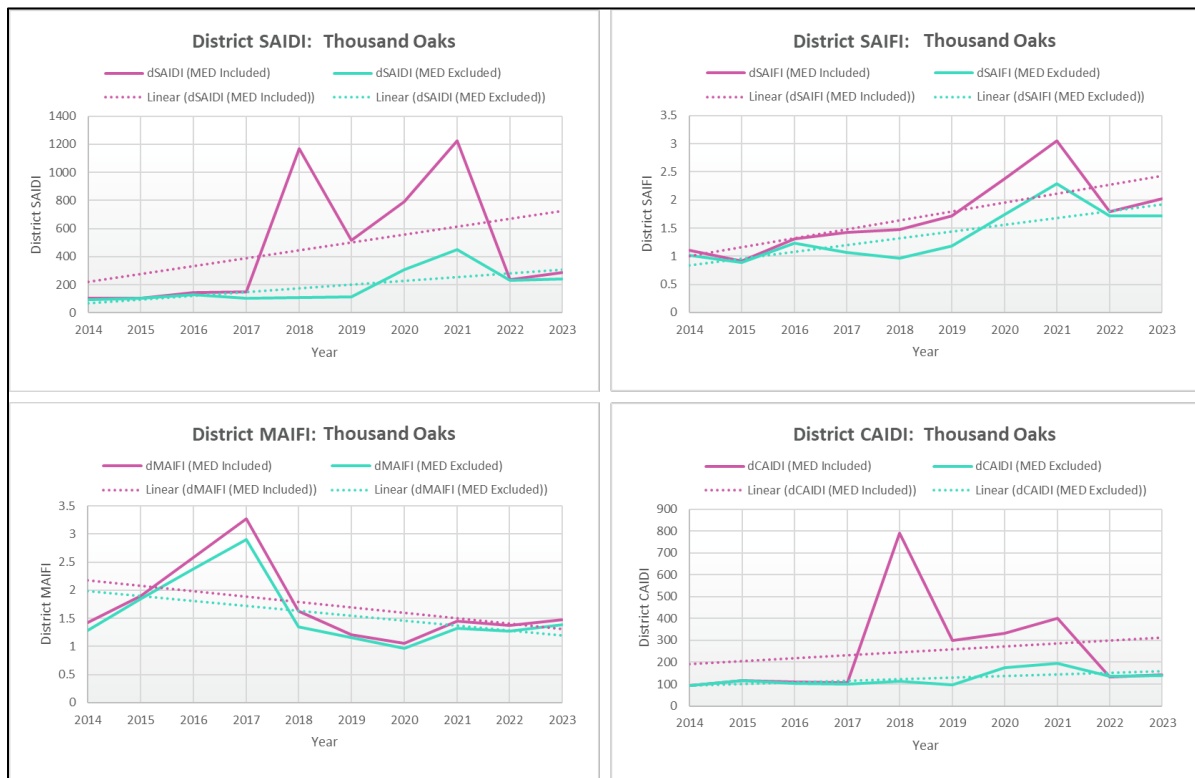 District SAIDI: Thousand Oaks
dSAIDI (MED Included) dSAIDI (MED Excluded)
Linear (dSAIDI (MED Included)) Linear (dSAIDI (MED Excluded))
1400
1200
1000
800
600
400
200
0
District SAIDI
2014 2015 2016 2017 2018 2019 2020 2021 2022 2023
Year
District SAIFI: Thousand Oaks
dSAIFI (MED Included) dSAIFI (MED Excluded)
Linear (dSAIFI (MED Included)) Linear (dSAIFI (MED Excluded))
3.5
3
2.5
2
1.5
1
0.5
0
District SAIFI
2014 2015 2016 2017 2018 2019 2020 2021 2022 2023
Year
District MAIFI: Thousand Oaks
dMAIFI (MED Included) dMAIFI (MED Excluded)
Linear (dMAIFI (MED Included)) Linear (dMAIFI (MED Excluded))
3.5
3
2.5
2
1.5
1
0.5
0
District MAIFI
2014 2015 2016 2017 2018 2019 2020 2021 2022 2023
Year
District CAIDI: Thousand Oaks
dCAIDI (MED Included) dCAIDI (MED Excluded)
Linear (dCAIDI (MED Included)) Linear (dCAIDI (MED Excluded))
900
800
700
600
500
400
300
200
100
0
District CAIDI
2014 2015 2016 2017 2018 2019 2020 2021 2022 2023
Year